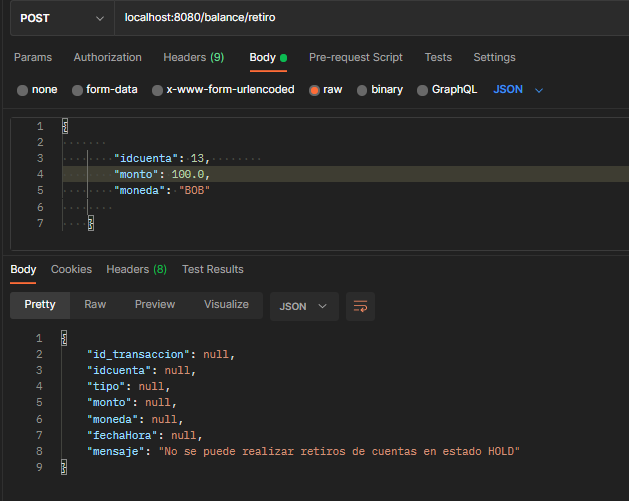 POST localhost:8080/balance/retiro
Params Authorization Headers (9) Body Pre-request Script Tests Settings
none form-data x-www-form-urlencoded raw binary GraphQL JSON
1 {
2
3 "idcuenta": 13,
4 "monto": 100.0,
5 "moneda": "BOB"
6
7 }
Body Cookies Headers (8) Test Results
Pretty Raw Preview Visualize JSON
1 {
2 "id_transaccion": null,
3 "idcuenta": null,
4 "tipo": null,
5 "monto": null,
6 "moneda": null,
7 "fechaHora": null,
8 "mensaje": "No se puede realizar retiros de cuentas en estado HOLD"
9 }